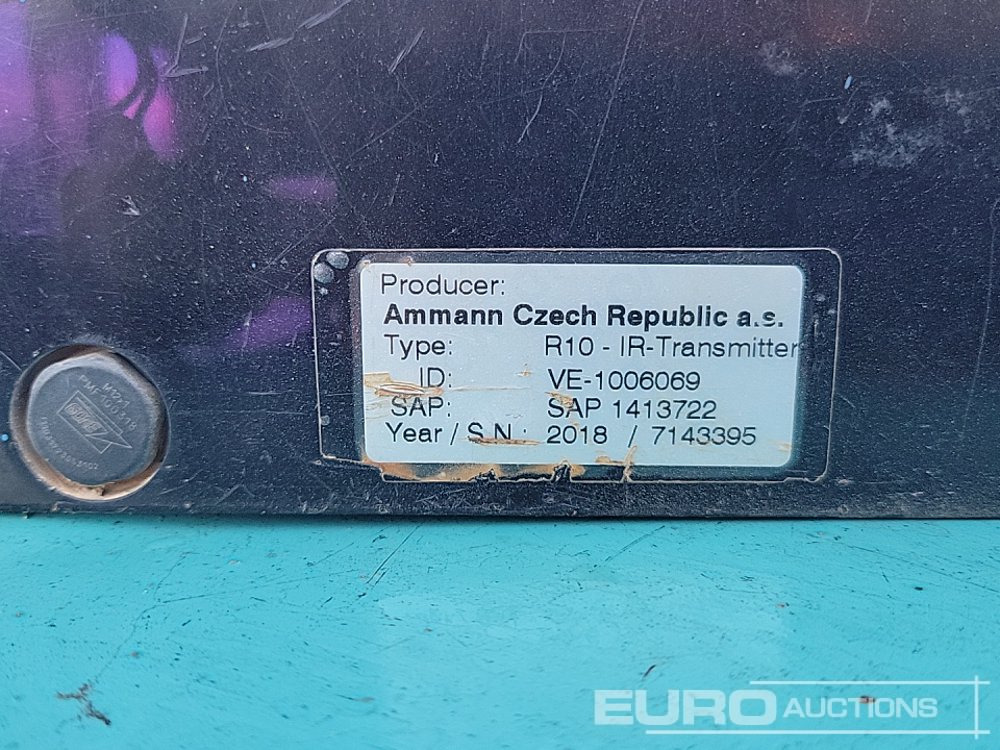 Producer:
Ammann Czech Republic a.s.
Type: R10 - IR-Transmitter
ID: VE-1006069
SAP: SAP 1413722
Year / S.N.: 2018 / 7143395
EURO AUCTIONS